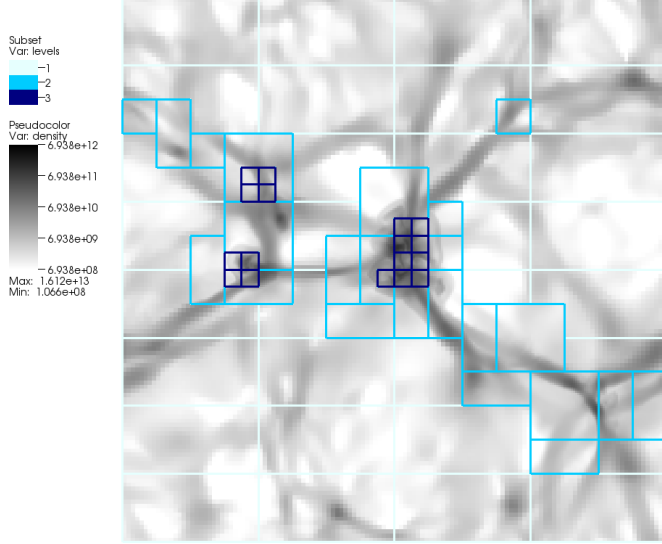 Subset
Var: levels
1
2
3
Pseudocolor
Var: density
6.938e+12
6.938e+11
6.938e+10
6.938e+09
6.938e+08
Max: 1.612e+13
Min: 1.066e+08